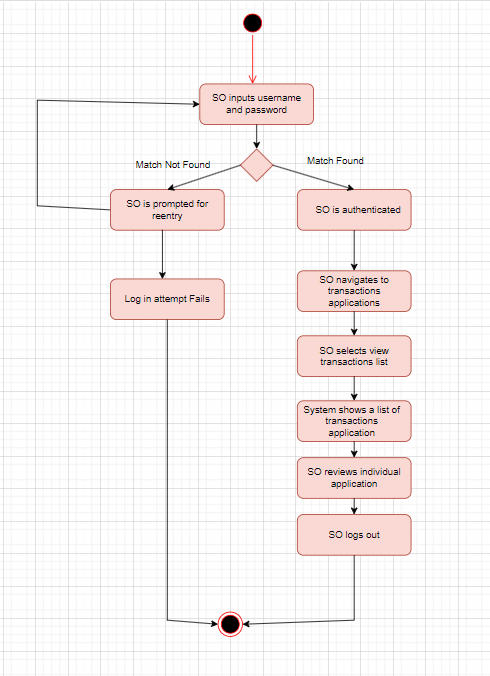 SO inputs username
and password
Match Not Found
Match Found
SO is prompted for
reentry
SO is authenticated
Log in attempt Fails
SO navigates to
transactions
applications
SO selects view
transactions list
System shows a list of
transactions
application
SO reviews individual
application
SO logs out